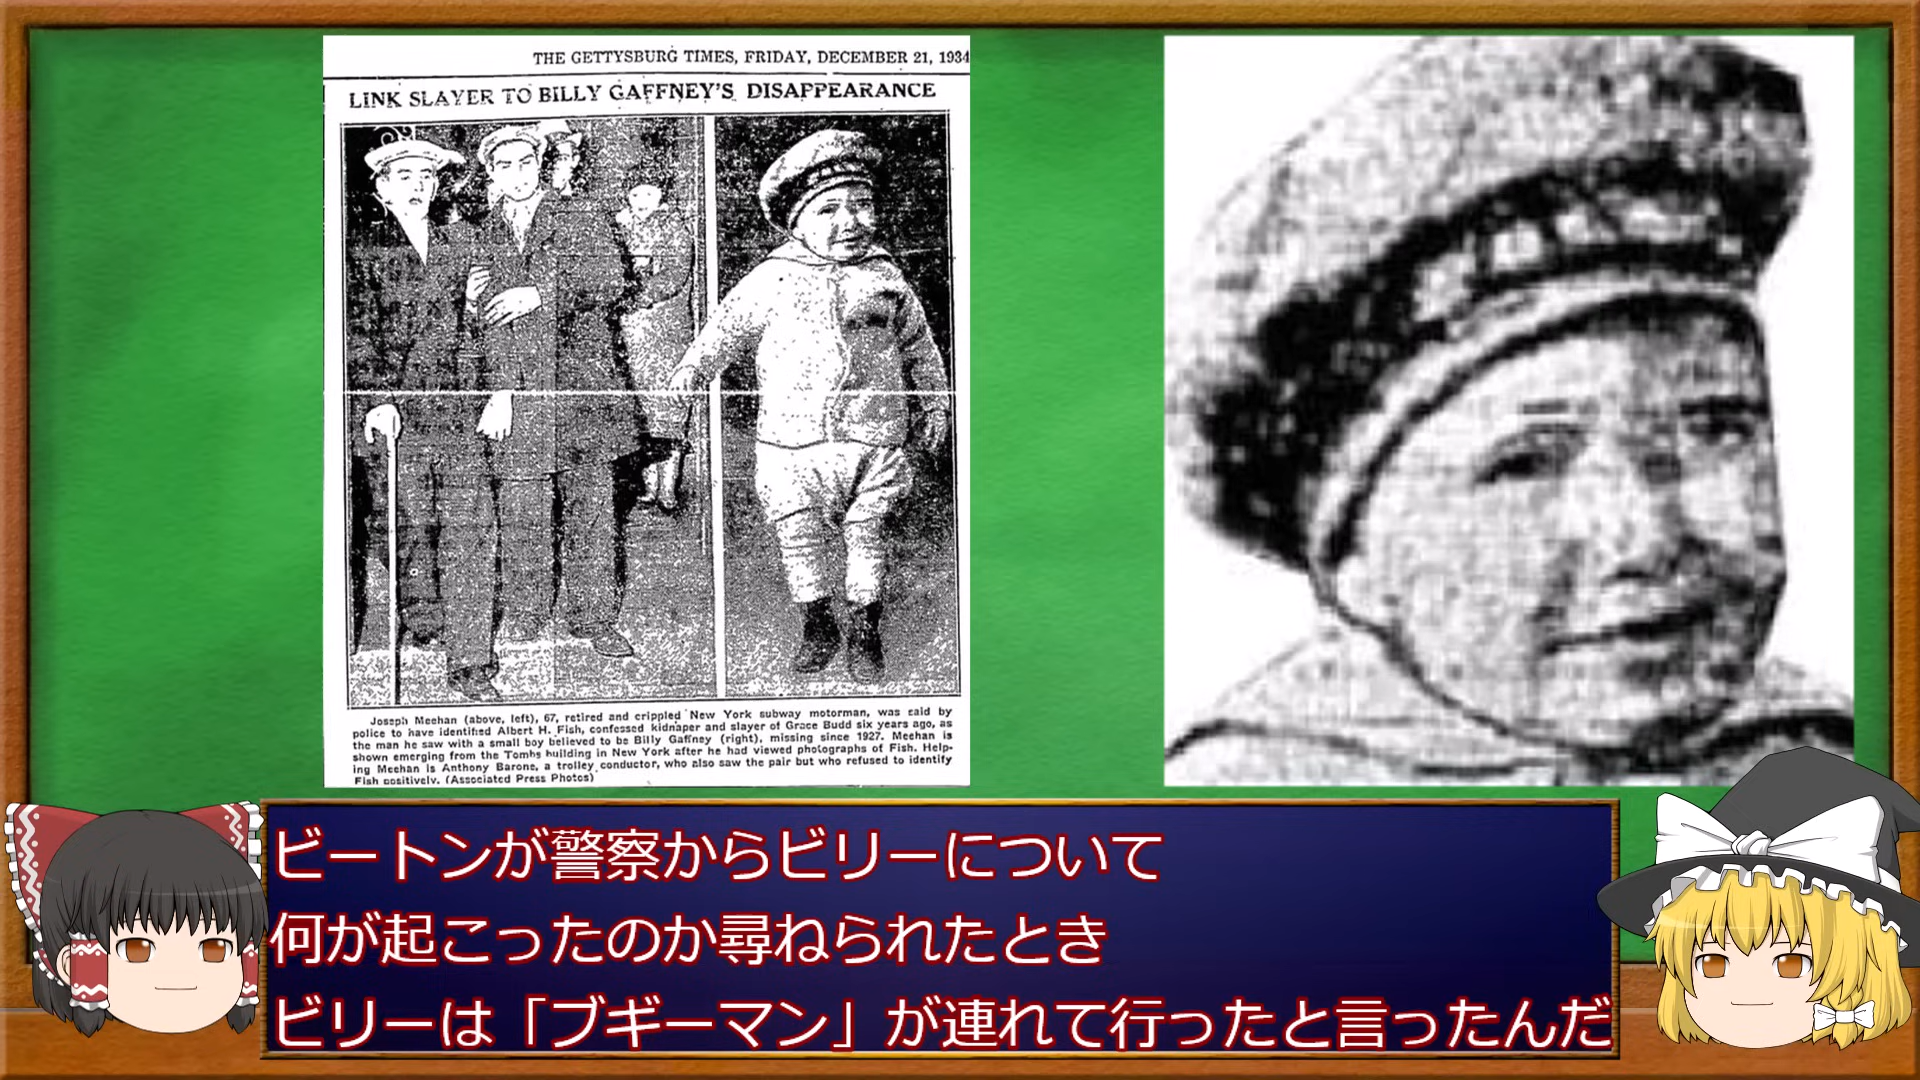 THE GETTYSBURG TIMES, FRIDAY, DECEMBER 21, 1934
LINK SLAYER TO BILLY GAFFNEY'S DISAPPEARANCE
Joseph Meehan (above, left), 67, retired and crippled New York subway motorman, was said by
police to have identified Albert H. Fish, confessed kidnaper and slayer of Grace Budd six years ago, as
the man he saw with a small boy believed to be Billy Gaffney (right), missing since 1927. Meehan is
shown emerging from the Tombs building in New York after he had viewed photographs of Fish. Help-
ing Meehan is Anthony Barone, a trolley conductor, who also saw the pair but who refused to identify
Fish positively. (Associated Press Photos)
ビートンが警察からビリーについて
何が起こったのか尋ねられたとき
ビリーは「ブギーマン」が連れて行ったと言ったんだ